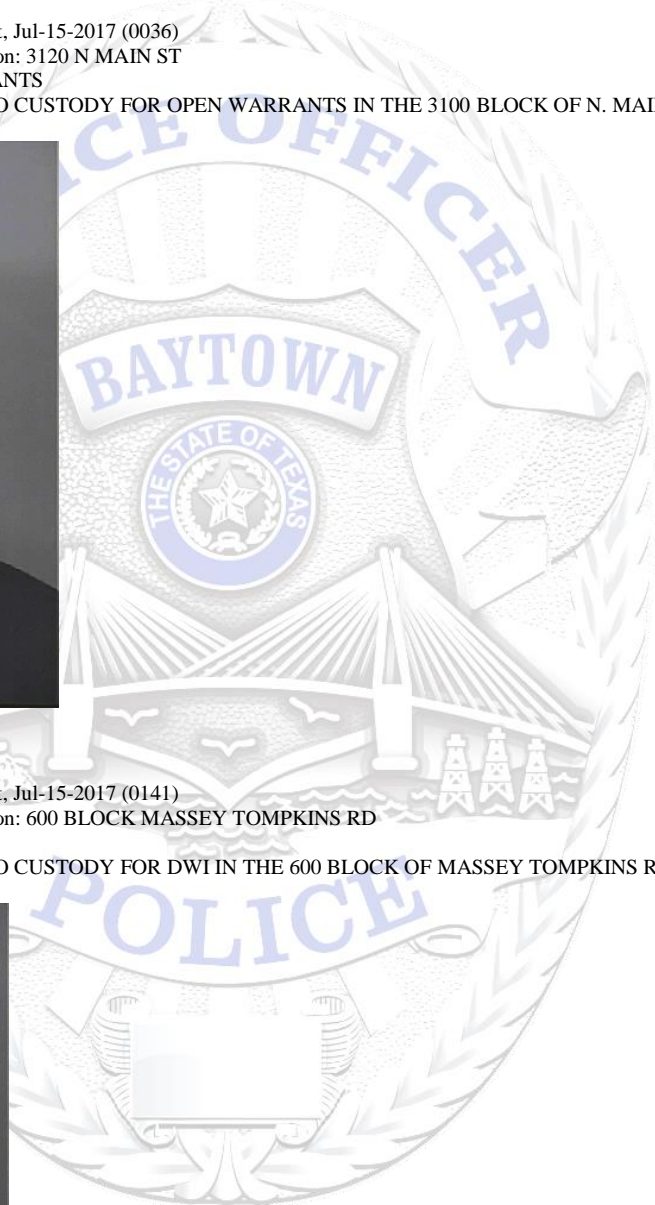 , Jul-15-2017 (0036)
on: 3120 N MAIN ST
ANTS
O CUSTODY FOR OPEN WARRANTS IN THE 3100 BLOCK OF N. MAI
POLICE OFFICER
BAYTOWN
THE STATE OF TEXAS
, Jul-15-2017 (0141)
on: 600 BLOCK MASSEY TOMPKINS RD
O CUSTODY FOR DWI IN THE 600 BLOCK OF MASSEY TOMPKINS R
POLICE